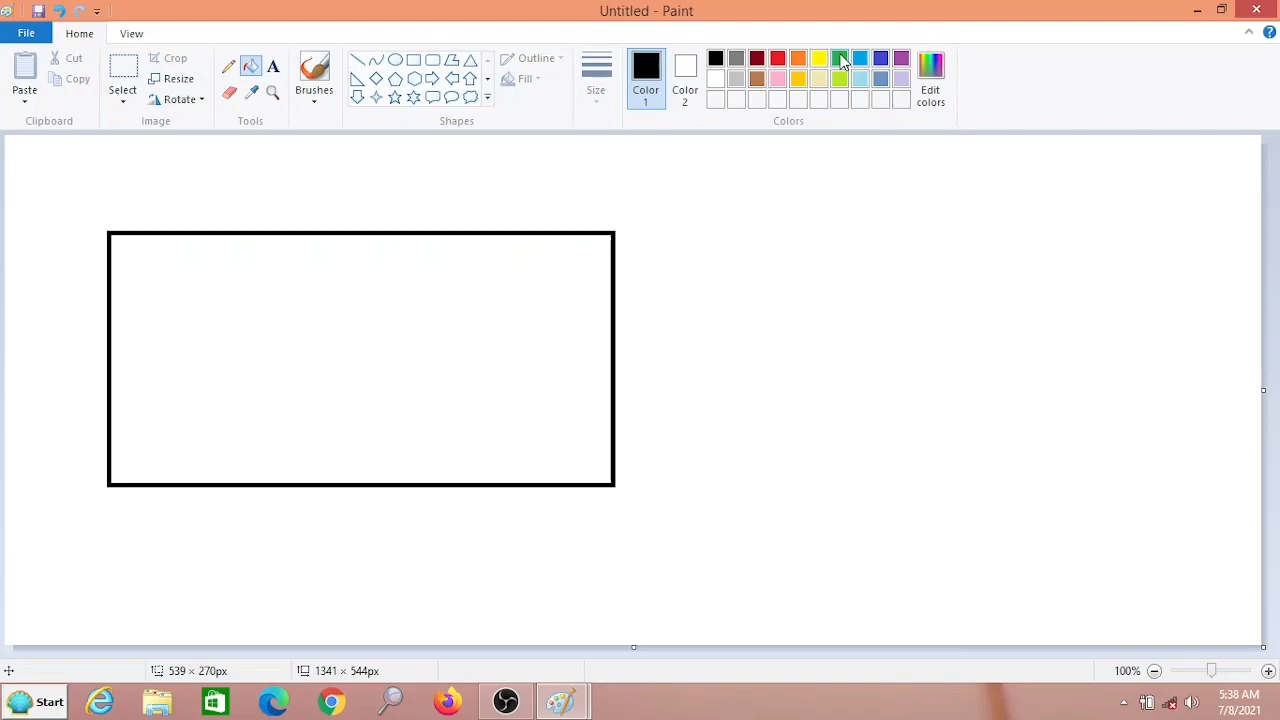 Untitled - Paint
File
Home
View
Paste
Cut
Copy
Clipboard
Select
Crop
Resize
Rotate
Image
A
Tools
Brushes
Outline
Fill
Shapes
Size
Color
1
Color
2
Edit
colors
Colors
539 × 270px
1341 × 544px
100%
Start
5:38 AM
7/8/2021